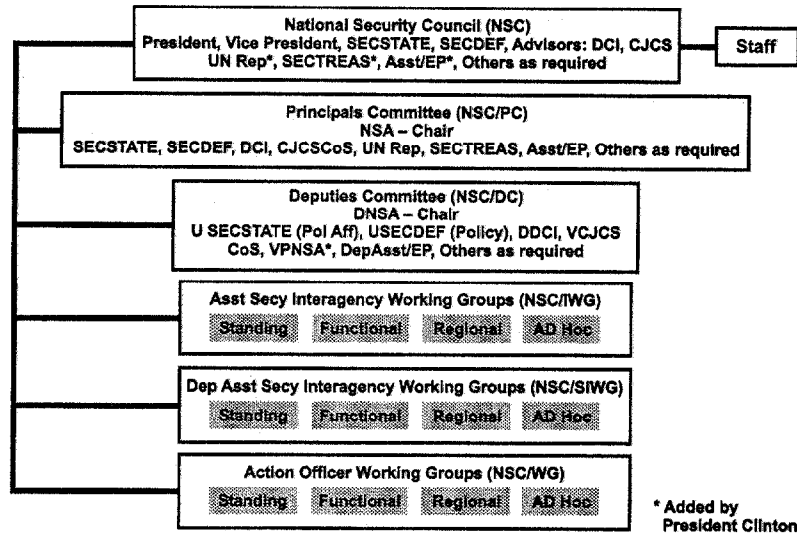 National Security Council (NSC)
President, Vice President, SECSTATE, SECDEF, Advisors: DCI, CJCS
UN Rep*, SECTREAS*, Asst/EP*, Others as required
Staff
Principals Committee (NSC/PC)
NSA – Chair
SECSTATE, SECDEF, DCI, CJCSCoS, UN Rep, SECTREAS, Asst/EP, Others as required
Deputies Committee (NSC/DC)
DNSA – Chair
U SECSTATE (Pol Aff), USECDEF (Policy), DDCI, VCJCS
CoS, VPNSA*, DepAsst/EP, Others as required
Asst Secy Interagency Working Groups (NSC/IWG)
Standing Functional Regional AD Hoc
Dep Asst Secy Interagency Working Groups (NSC/SIWG)
Standing Functional Regional AD Hoc
Action Officer Working Groups (NSC/WG)
Standing Functional Regional AD Hoc
* Added by
President Clinton